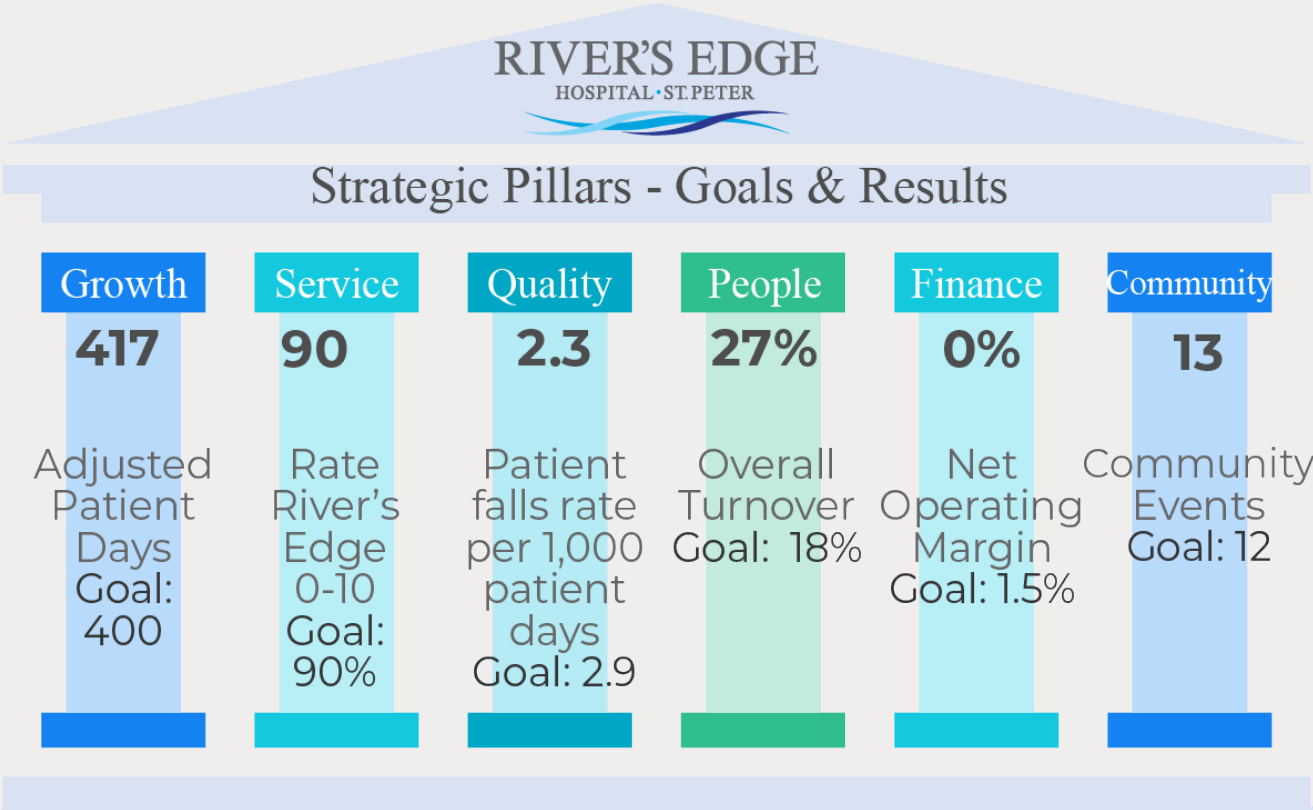 RIVER'S EDGE
HOSPITAL • ST. PETER
Strategic Pillars - Goals & Results
Growth
417
Adjusted
Patient
Days
Goal:
400
Service
90
Rate
River's
Edge
0-10
Goal:
90%
Quality
2.3
Patient
falls rate
per 1,000
patient
days
Goal: 2.9
People
27%
Overall
Turnover
Goal: 18%
Finance
0%
Net
Operating
Margin
Goal: 1.5%
Community
13
Community
Events
Goal: 12